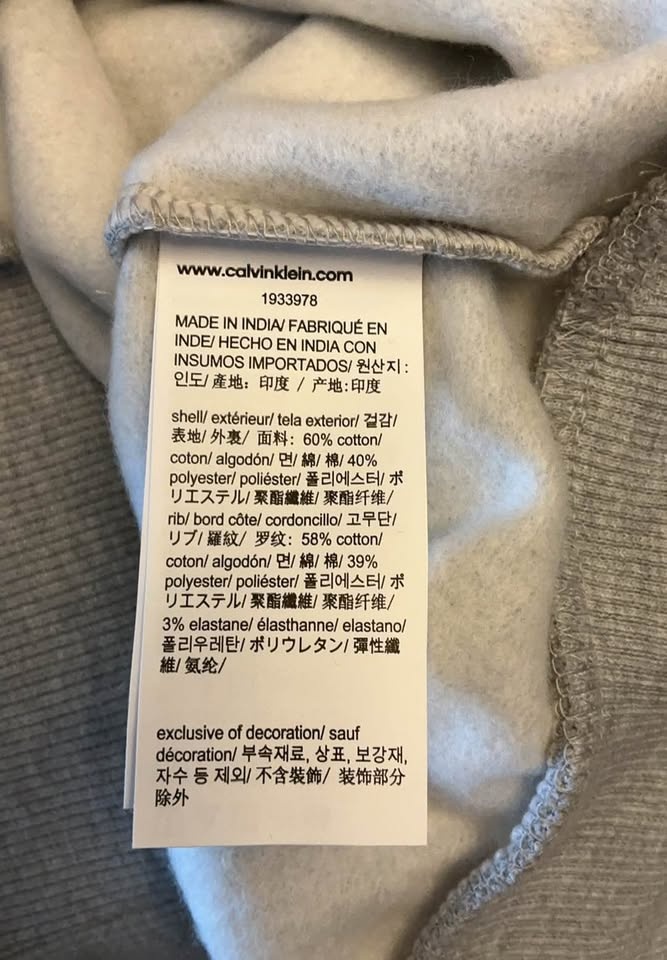 www.calvinklein.com
1933978
MADE IN INDIA/ FABRIQUÉ EN
INDE/ HECHO EN INDIA CON
INSUMOS IMPORTADOS/ 원산지:
인도/ 產地: 印度 / 产地:印度
shell/ extérieur/ tela exterior/ 겉감/
表地/ 外裏/ 面料: 60% cotton/
coton/ algodón/ 면/ 綿/ 棉/ 40%
polyester/ poliéster/ 폴리에스터/ ポ
リエステル/ 聚酯纖維/ 聚酯纤维/
rib/ bord côte/ cordoncillo/ 고무단/
リブ/ 羅紋/ 罗纹: 58% cotton/
coton/ algodón/ 면/ 綿/ 棉/ 39%
polyester/ poliéster/ 폴리에스터/ ポ
リエステル/ 聚酯纖維/ 聚酯纤维/
3% elastane/ élasthanne/ elastano/
폴리우레탄/ ポリウレタン/ 彈性纖
維/ 氨纶/
exclusive of decoration/ sauf
décoration/ 부속재료, 상표, 보강재,
자수 등 제외/ 不含裝飾/ 装饰部分
除外